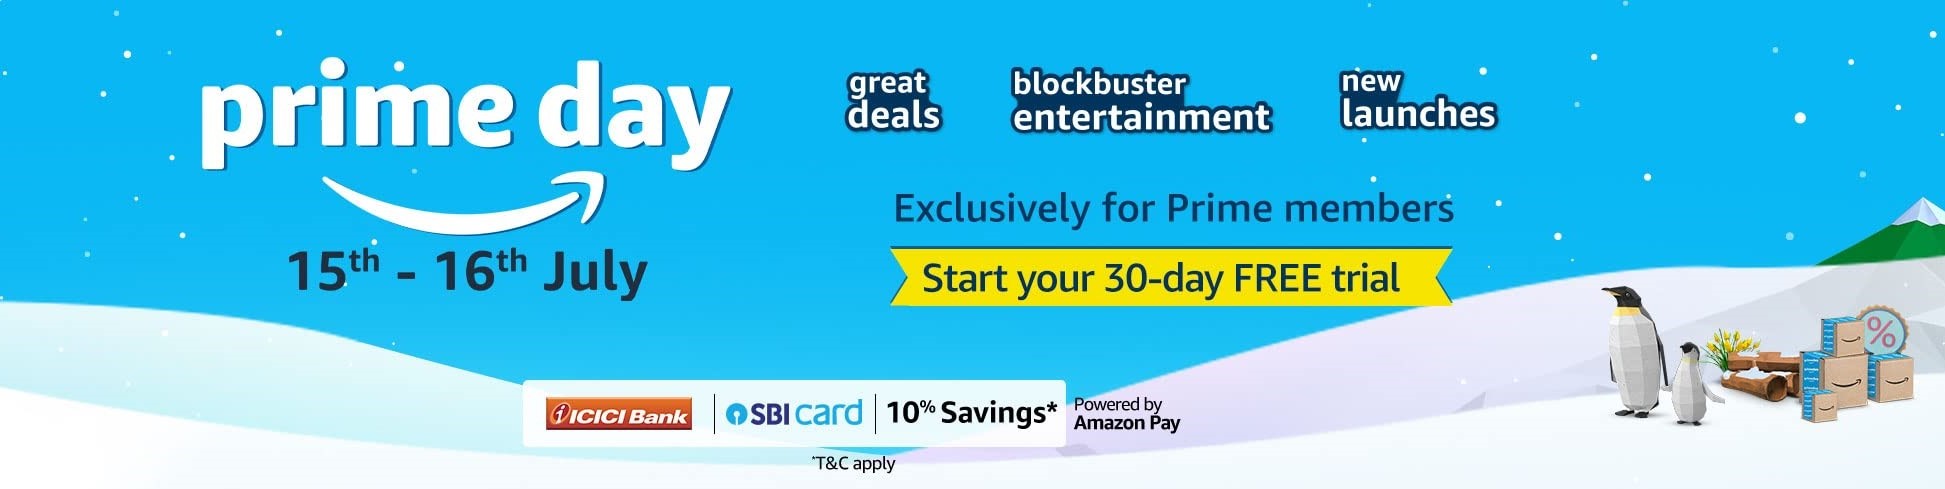 prime day
15th - 16th July
great
deals
blockbuster
entertainment
new
launches
Exclusively for Prime members
Start your 30-day FREE trial
%
ICICI Bank
SBI card
10% Savings*
Powered by
Amazon Pay
*T&C apply